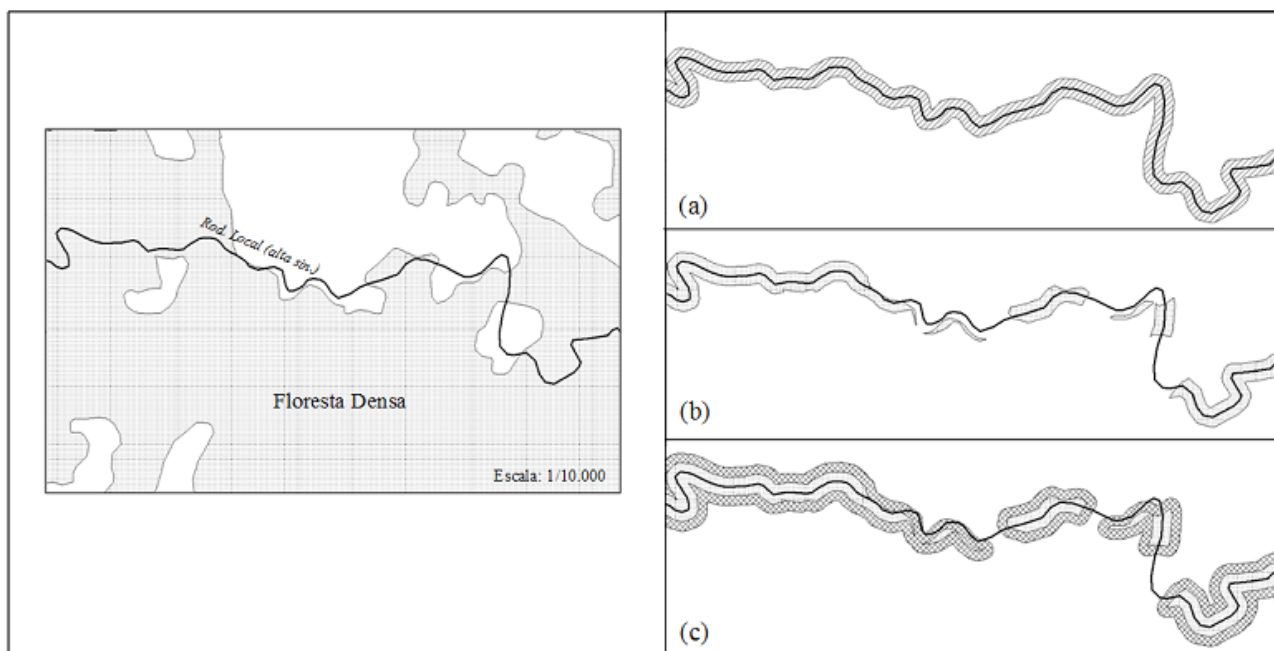 Rod. Local (alta sin.)
Floresta Densa
Escala: 1/10.000
(a)
(b)
(c)